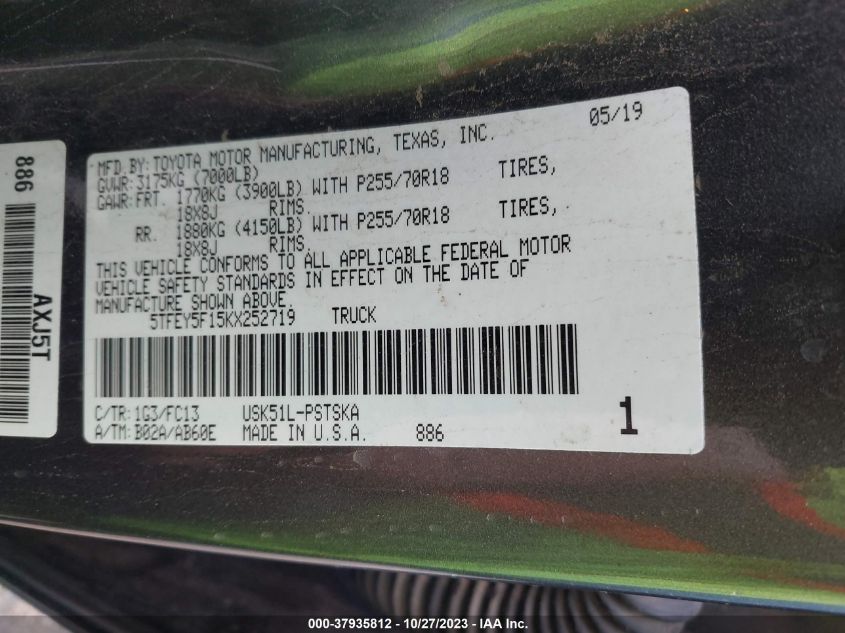 MFD.BY:TOYOTA MOTOR MANUFACTURING, TEXAS, INC. 05/19
GVWR:3175KG (7000LB)
GAWR:FRT. 1770KG (3900LB) WITH P255/70R18 TIRES,
18X8J RIMS.
RR. 1880KG (4150LB) WITH P255/70R18 TIRES,
18X8J RIMS.
THIS VEHICLE CONFORMS TO ALL APPLICABLE FEDERAL MOTOR
VEHICLE SAFETY STANDARDS IN EFFECT ON THE DATE OF
MANUFACTURE SHOWN ABOVE.
5TFEY5F15KX252719 TRUCK
C/TR:1G3/FC13 USK51L-PSTSKA
A/TM:B02A/AB60E MADE IN U.S.A. 886
1
886
AXJ5T
000-37935812 - 10/27/2023 - © IAA Inc.